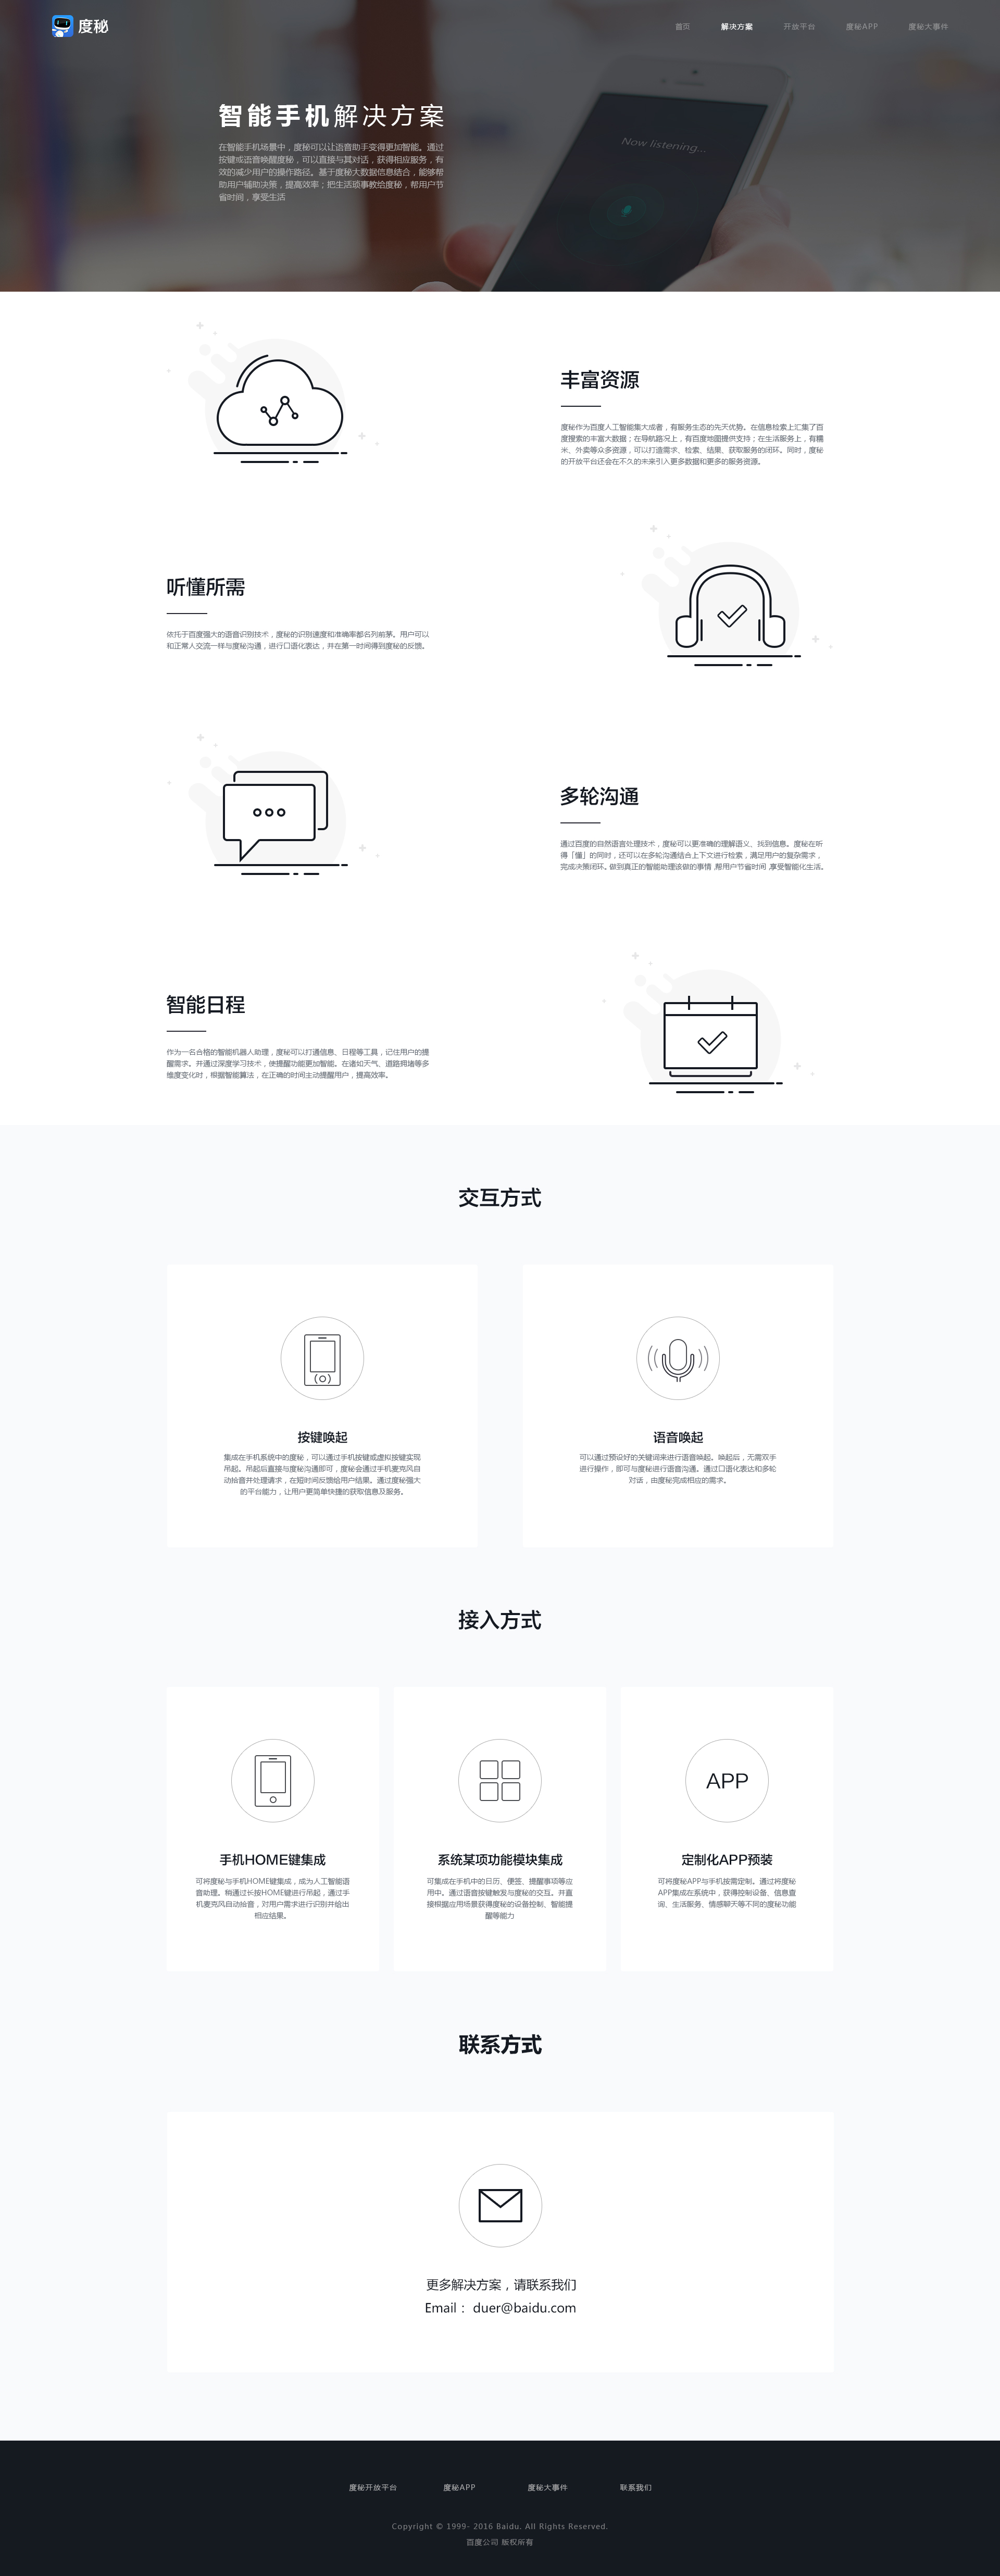 度秘
首页 解决方案 开放平台 度秘APP 度秘大事件
智能手机解决方案
在智能手机场景中，度秘可以让语音助手变得更加智能。通过
按键或语音唤醒度秘，可以直接与其对话，获得相应服务，有
效的减少用户的操作路径。基于度秘大数据信息结合，能够帮
助用户辅助决策，提高效率；把生活琐事教给度秘，帮用户节
省时间，享受生活
Now listening...
丰富资源
度秘作为百度人工智能集大成者，有服务生态的先天优势。在信息检索上汇集了百
度搜索的丰富大数据；在导航路况上，有百度地图提供支持；在生活服务上，有糯
米、外卖等众多资源，可以打造需求、检索、结果、获取服务的闭环。同时，度秘
的开放平台还会在不久的未来引入更多数据和更多的服务资源。
听懂所需
依托于百度强大的语音识别技术，度秘的识别速度和准确率都名列前茅。用户可以
和正常人交流一样与度秘沟通，进行口语化表达，并在第一时间得到度秘的反馈。
多轮沟通
通过百度的自然语言处理技术，度秘可以更准确的理解语义、找到信息。度秘在听
得「懂」的同时，还可以在多轮沟通结合上下文进行检索，满足用户的复杂需求，
完成决策闭环。做到真正的智能助理该做的事情，帮用户节省时间，享受智能化生活。
智能日程
作为一名合格的智能机器人助理，度秘可以打通信息、日程等工具，记住用户的提
醒需求。并通过深度学习技术，使提醒功能更加智能。在诸如天气、道路拥堵等多
维度变化时，根据智能算法，在正确的时间主动提醒用户，提高效率。
交互方式
按键唤起
集成在手机系统中的度秘，可以通过手机按键或虚拟按键实现
吊起。吊起后直接与度秘沟通即可，度秘会通过手机麦克风自
动拾音并处理请求，在短时间反馈给用户结果。通过度秘强大
的平台能力，让用户更简单快捷的获取信息及服务。
语音唤起
可以通过预设好的关键词来进行语音唤起。唤起后，无需双手
进行操作，即可与度秘进行语音沟通。通过口语化表达和多轮
对话，由度秘完成相应的需求。
接入方式
手机HOME键集成
可将度秘与手机HOME键集成，成为人工智能语
音助理。稍通过长按HOME键进行吊起，通过手
机麦克风自动拾音，对用户需求进行识别并给出
相应结果。
系统某项功能模块集成
可集成在手机中的日历、便签、提醒事项等应
用中。通过语音按键触发与度秘的交互。并直
接根据应用场景获得度秘的设备控制、智能提
醒等能力
APP
定制化APP预装
可将度秘APP与手机按需定制。通过将度秘
APP集成在系统中，获得控制设备、信息查
询、生活服务、情感聊天等不同的度秘功能
联系方式
更多解决方案，请联系我们
Email： duer@baidu.com
度秘开放平台 度秘APP 度秘大事件 联系我们
Copyright © 1999- 2016 Baidu. All Rights Reserved.
百度公司 版权所有